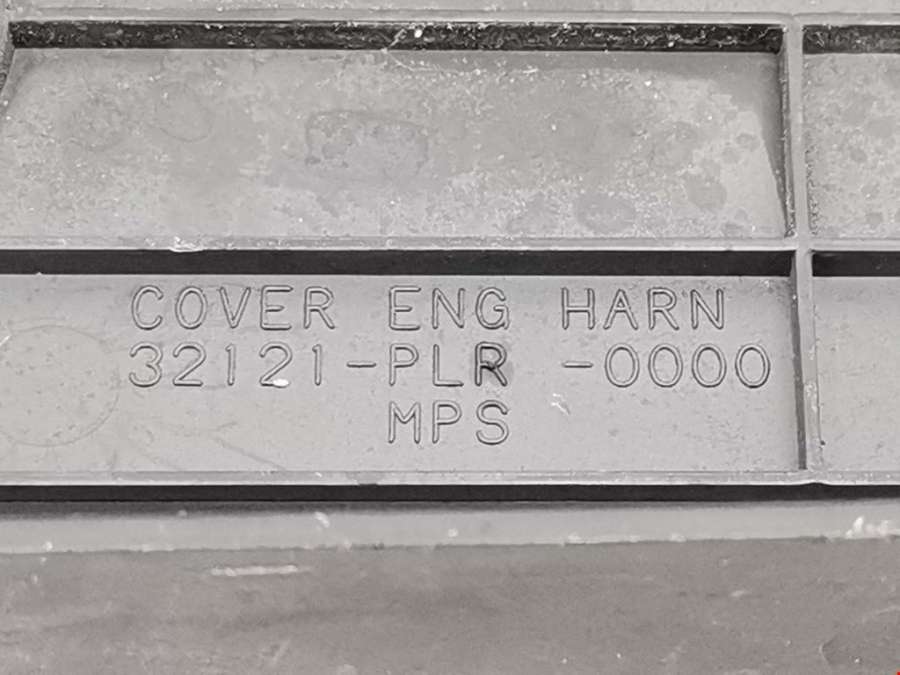 COVER ENG HARN
32121-PLR -0000
MPS